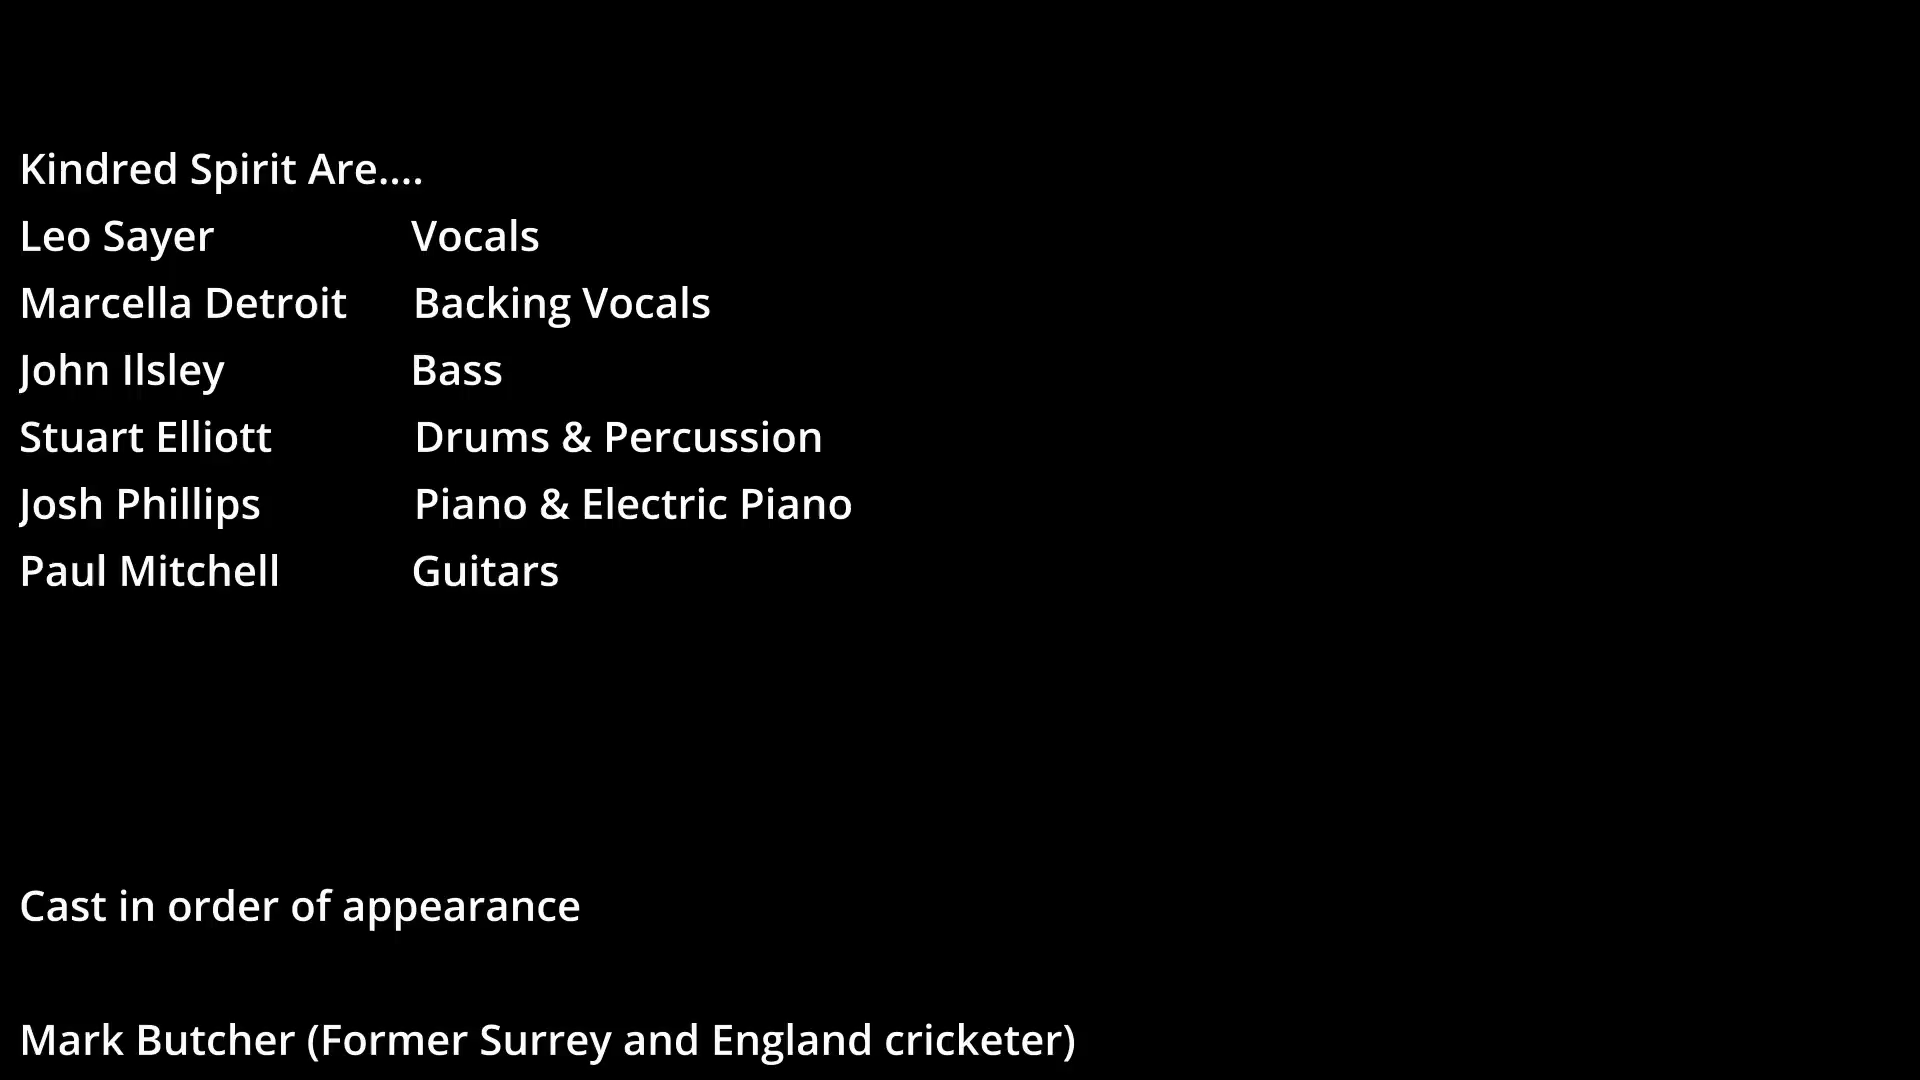 Kindred Spirit Are....
Leo Sayer Vocals
Marcella Detroit Backing Vocals
John Ilsley Bass
Stuart Elliott Drums & Percussion
Josh Phillips Piano & Electric Piano
Paul Mitchell Guitars
Cast in order of appearance
Mark Butcher (Former Surrey and England cricketer)